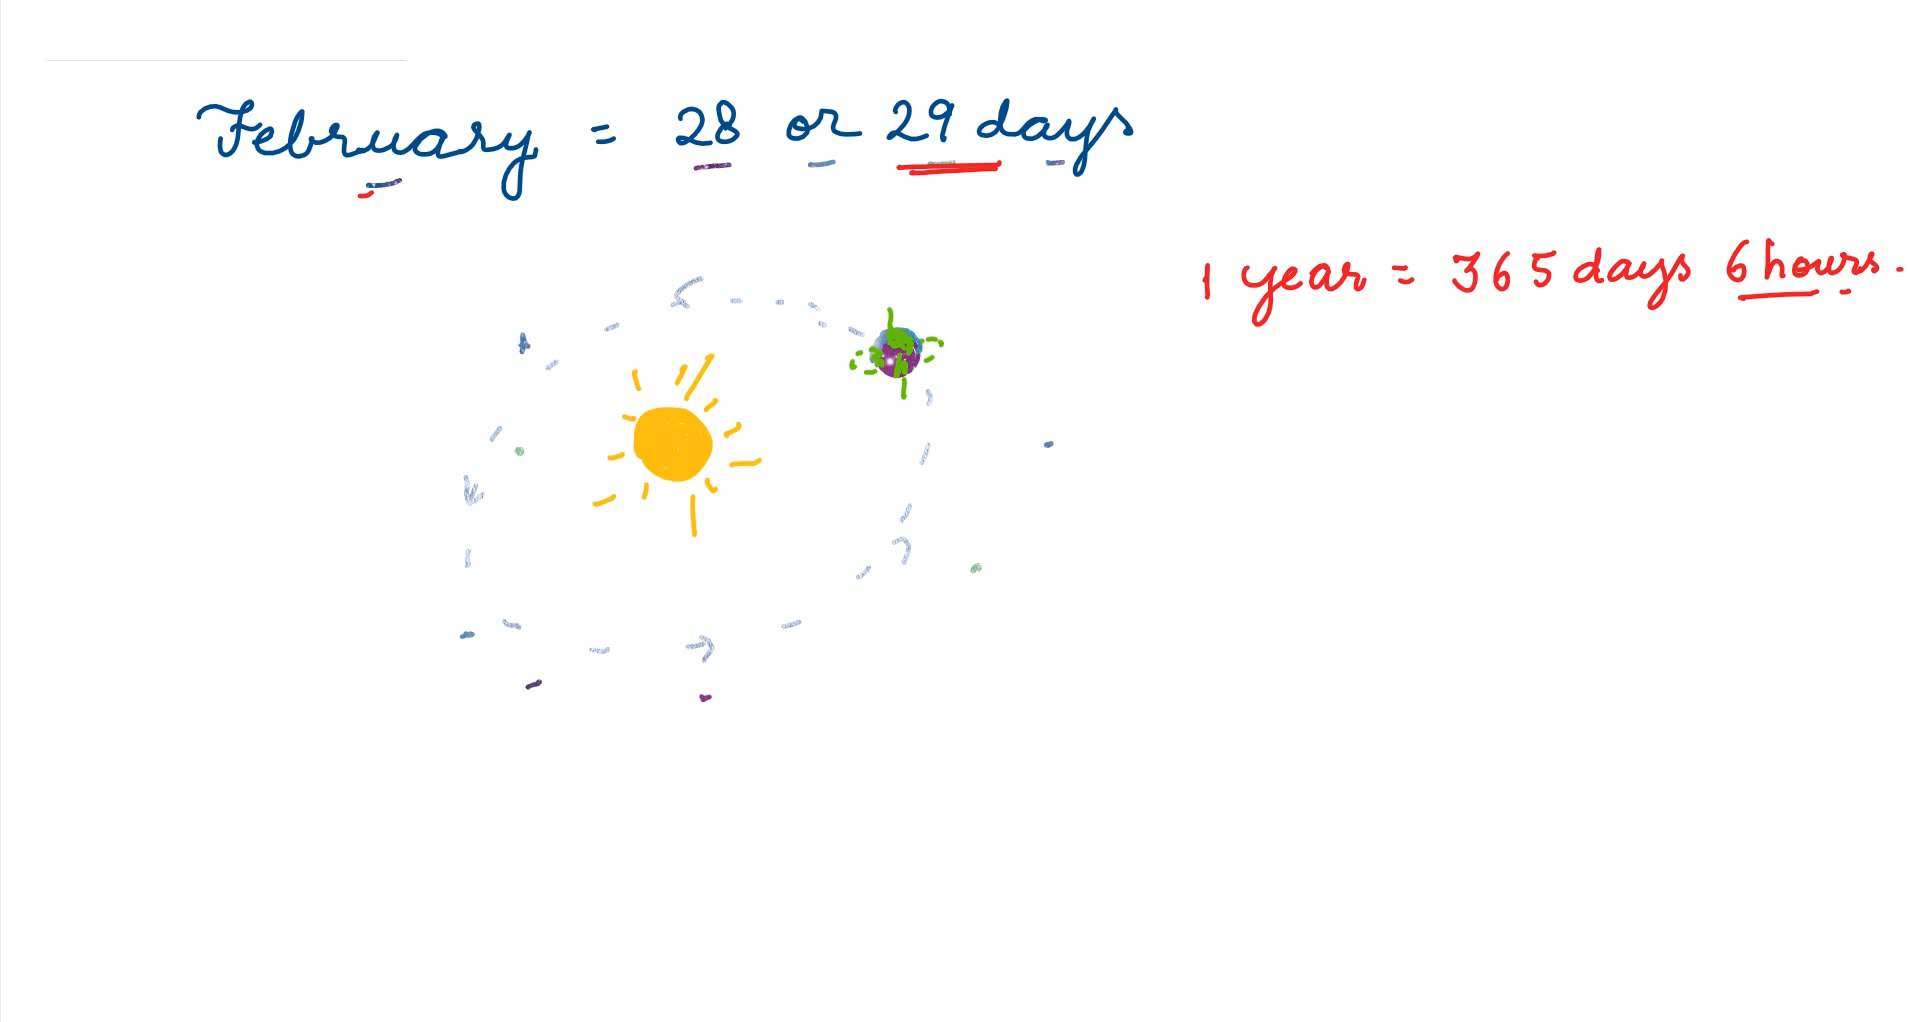 February = 28 or 29 days
1 year = 365 days 6 hours.